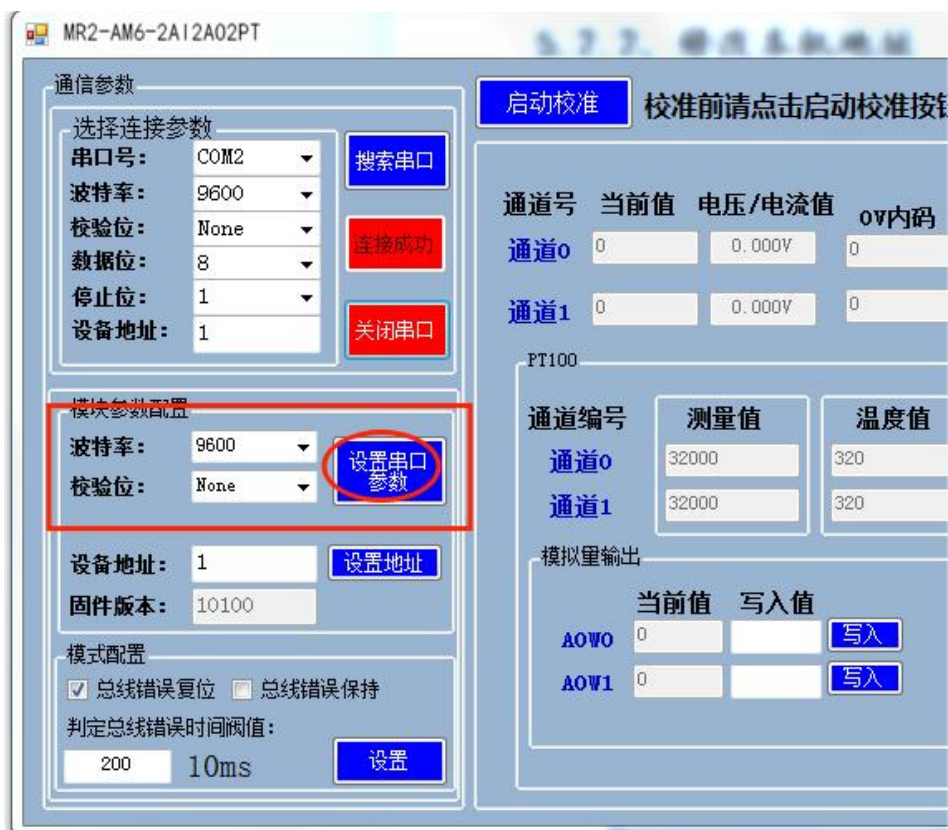 MR2-AM6-2AI2AO2PT
通信参数
选择连接参数
串口号: COM2 搜索串口
波特率: 9600
校验位: None 连接成功
数据位: 8
停止位: 1 关闭串口
设备地址: 1
模块参数配置
波特率: 9600 设置串口
参数
校验位: None
设备地址: 1 设置地址
固件版本: 10100
模式配置
总线错误复位 总线错误保持
判定总线错误时间阀值:
200 10ms 设置
启动校准 校准前请点击启动校准按
通道号 当前值 电压/电流值 0V内码
通道0 0 0.000V 0
通道1 0 0.000V 0
PT100
通道编号 测量值 温度值
通道0 32000 320
通道1 32000 320
模拟量输出
当前值 写入值
AOW0 0 写入
AOW1 0 写入